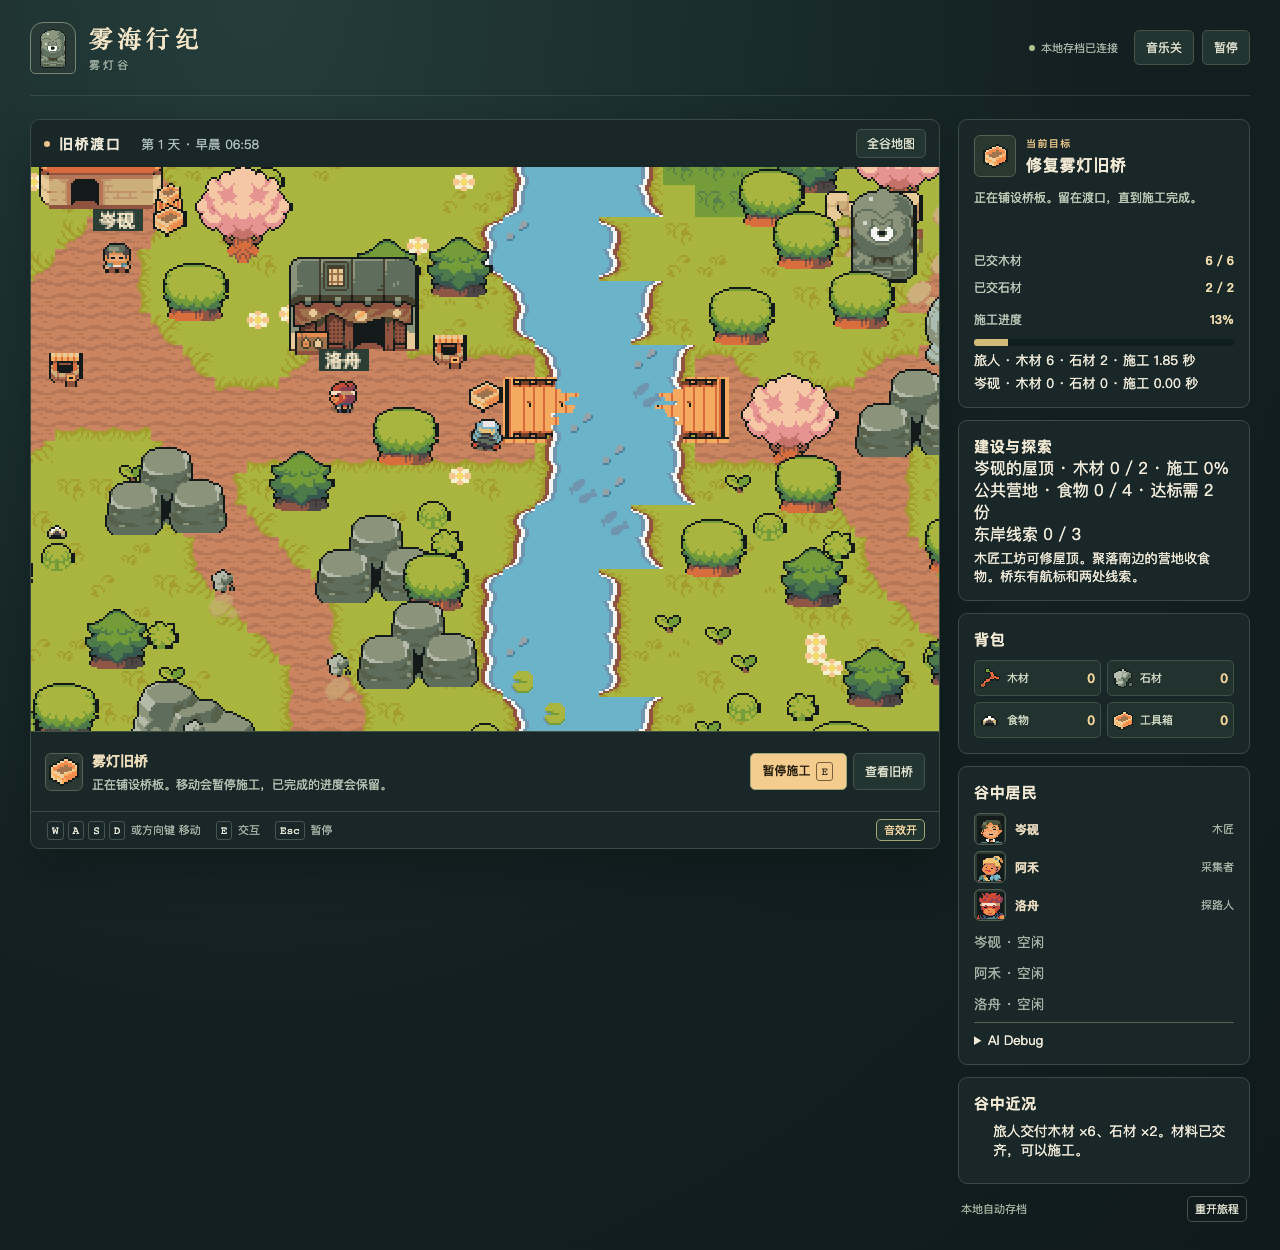 雾海行纪
雾灯谷
本地存档已连接
音乐关
暂停
旧桥渡口
第 1 天 · 早晨 06:58
全谷地图
岑砚
洛舟
雾灯旧桥
正在铺设桥板。移动会暂停施工，已完成的进度会保留。
暂停施工 E
查看旧桥
W A S D 或方向键 移动 E 交互 Esc 暂停
音效开
当前目标
修复雾灯旧桥
正在铺设桥板。留在渡口，直到施工完成。
已交木材 6 / 6
已交石材 2 / 2
施工进度 13%
旅人 · 木材 6 · 石材 2 · 施工 1.85 秒
岑砚 · 木材 0 · 石材 0 · 施工 0.00 秒
建设与探索
岑砚的屋顶 · 木材 0 / 2 · 施工 0%
公共营地 · 食物 0 / 4 · 达标需 2
份
东岸线索 0 / 3
木匠工坊可修屋顶。聚落南边的营地收食
物。桥东有航标和两处线索。
背包
木材 0
石材 0
食物 0
工具箱 0
谷中居民
岑砚 木匠
阿禾 采集者
洛舟 探路人
岑砚 · 空闲
阿禾 · 空闲
洛舟 · 空闲
AI Debug
谷中近况
旅人交付木材 ×6、石材 ×2。材料已交
齐，可以施工。
本地自动存档
重开旅程